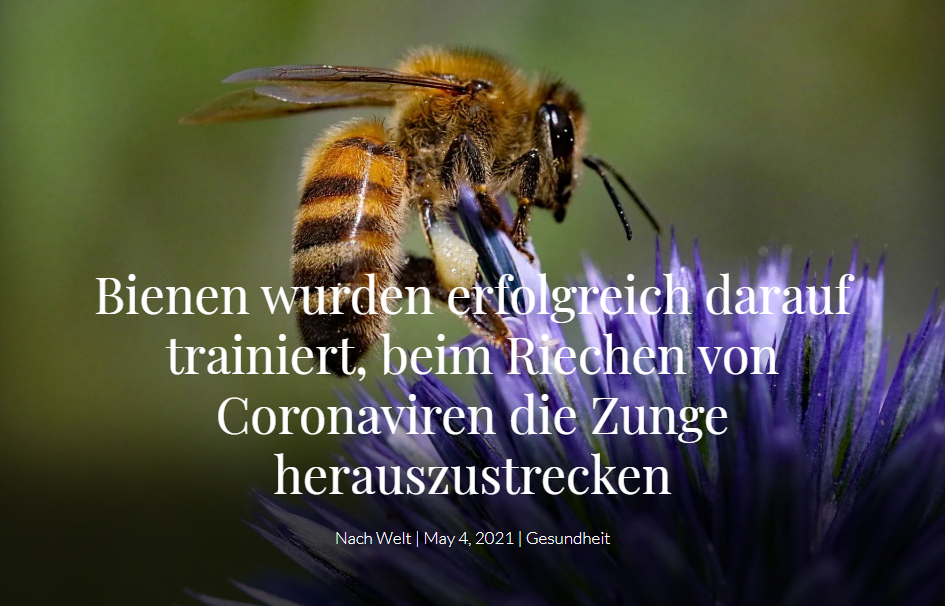 Bienen wurden erfolgreich darauf
trainiert, beim Riechen von
Coronaviren die Zunge
herauszustrecken
Nach Welt | May 4, 2021 | Gesundheit